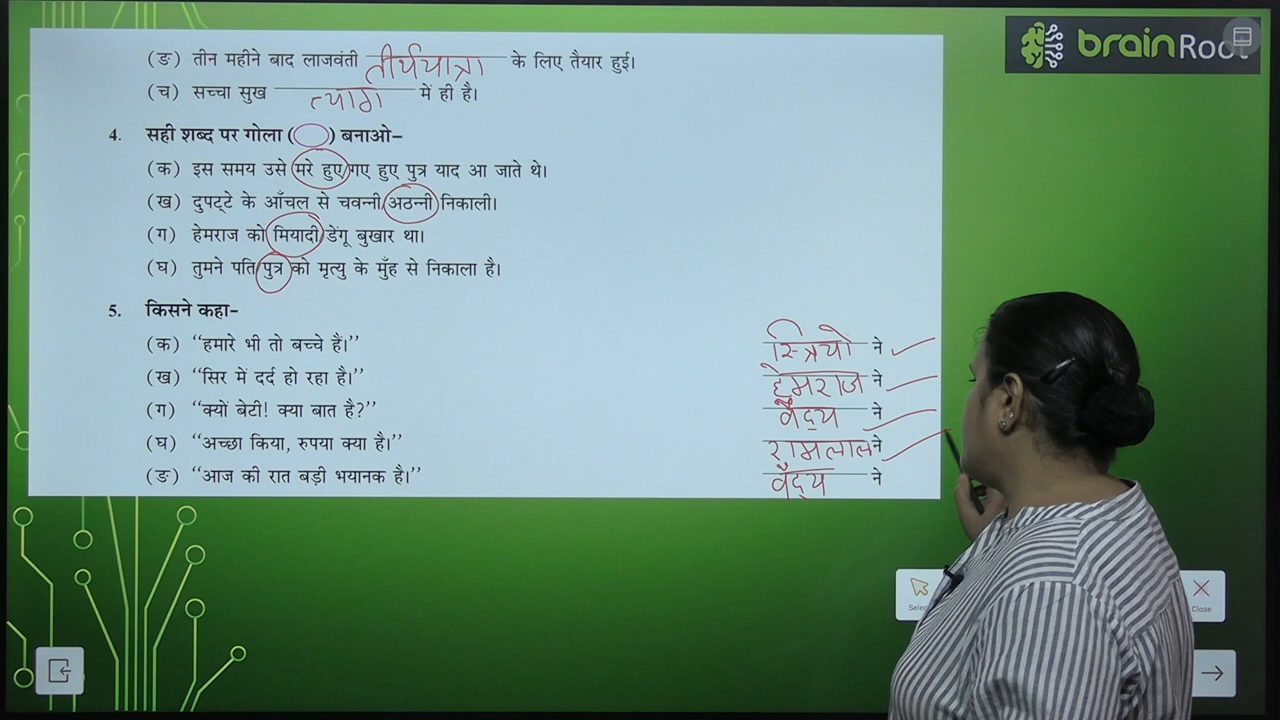 brainRoot
(ङ) तीन महीने बाद लाजवंती तीर्थयात्रा के लिए तैयार हुई।
(च) सच्चा सुख त्याग में ही है।
4. सही शब्द पर गोला ( ) बनाओ–
(क) इस समय उसे मरे हुए/गए हुए पुत्र याद आ जाते थे।
(ख) दुपट्टे के आँचल से चवन्नी/अठन्नी निकाली।
(ग) हेमराज को मियादी/डेंगू बुखार था।
(घ) तुमने पति/पुत्र को मृत्यु के मुँह से निकाला है।
5. किसने कहा–
(क) “हमारे भी तो बच्चे हैं।” स्त्रियों ने
(ख) “सिर में दर्द हो रहा है।” हेमराज ने
(ग) “क्यों बेटी! क्या बात है?” वैद्य ने
(घ) “अच्छा किया, रुपया क्या है।” रामलाल ने
(ङ) “आज की रात बड़ी भयानक है।” वैद्य ने
Close